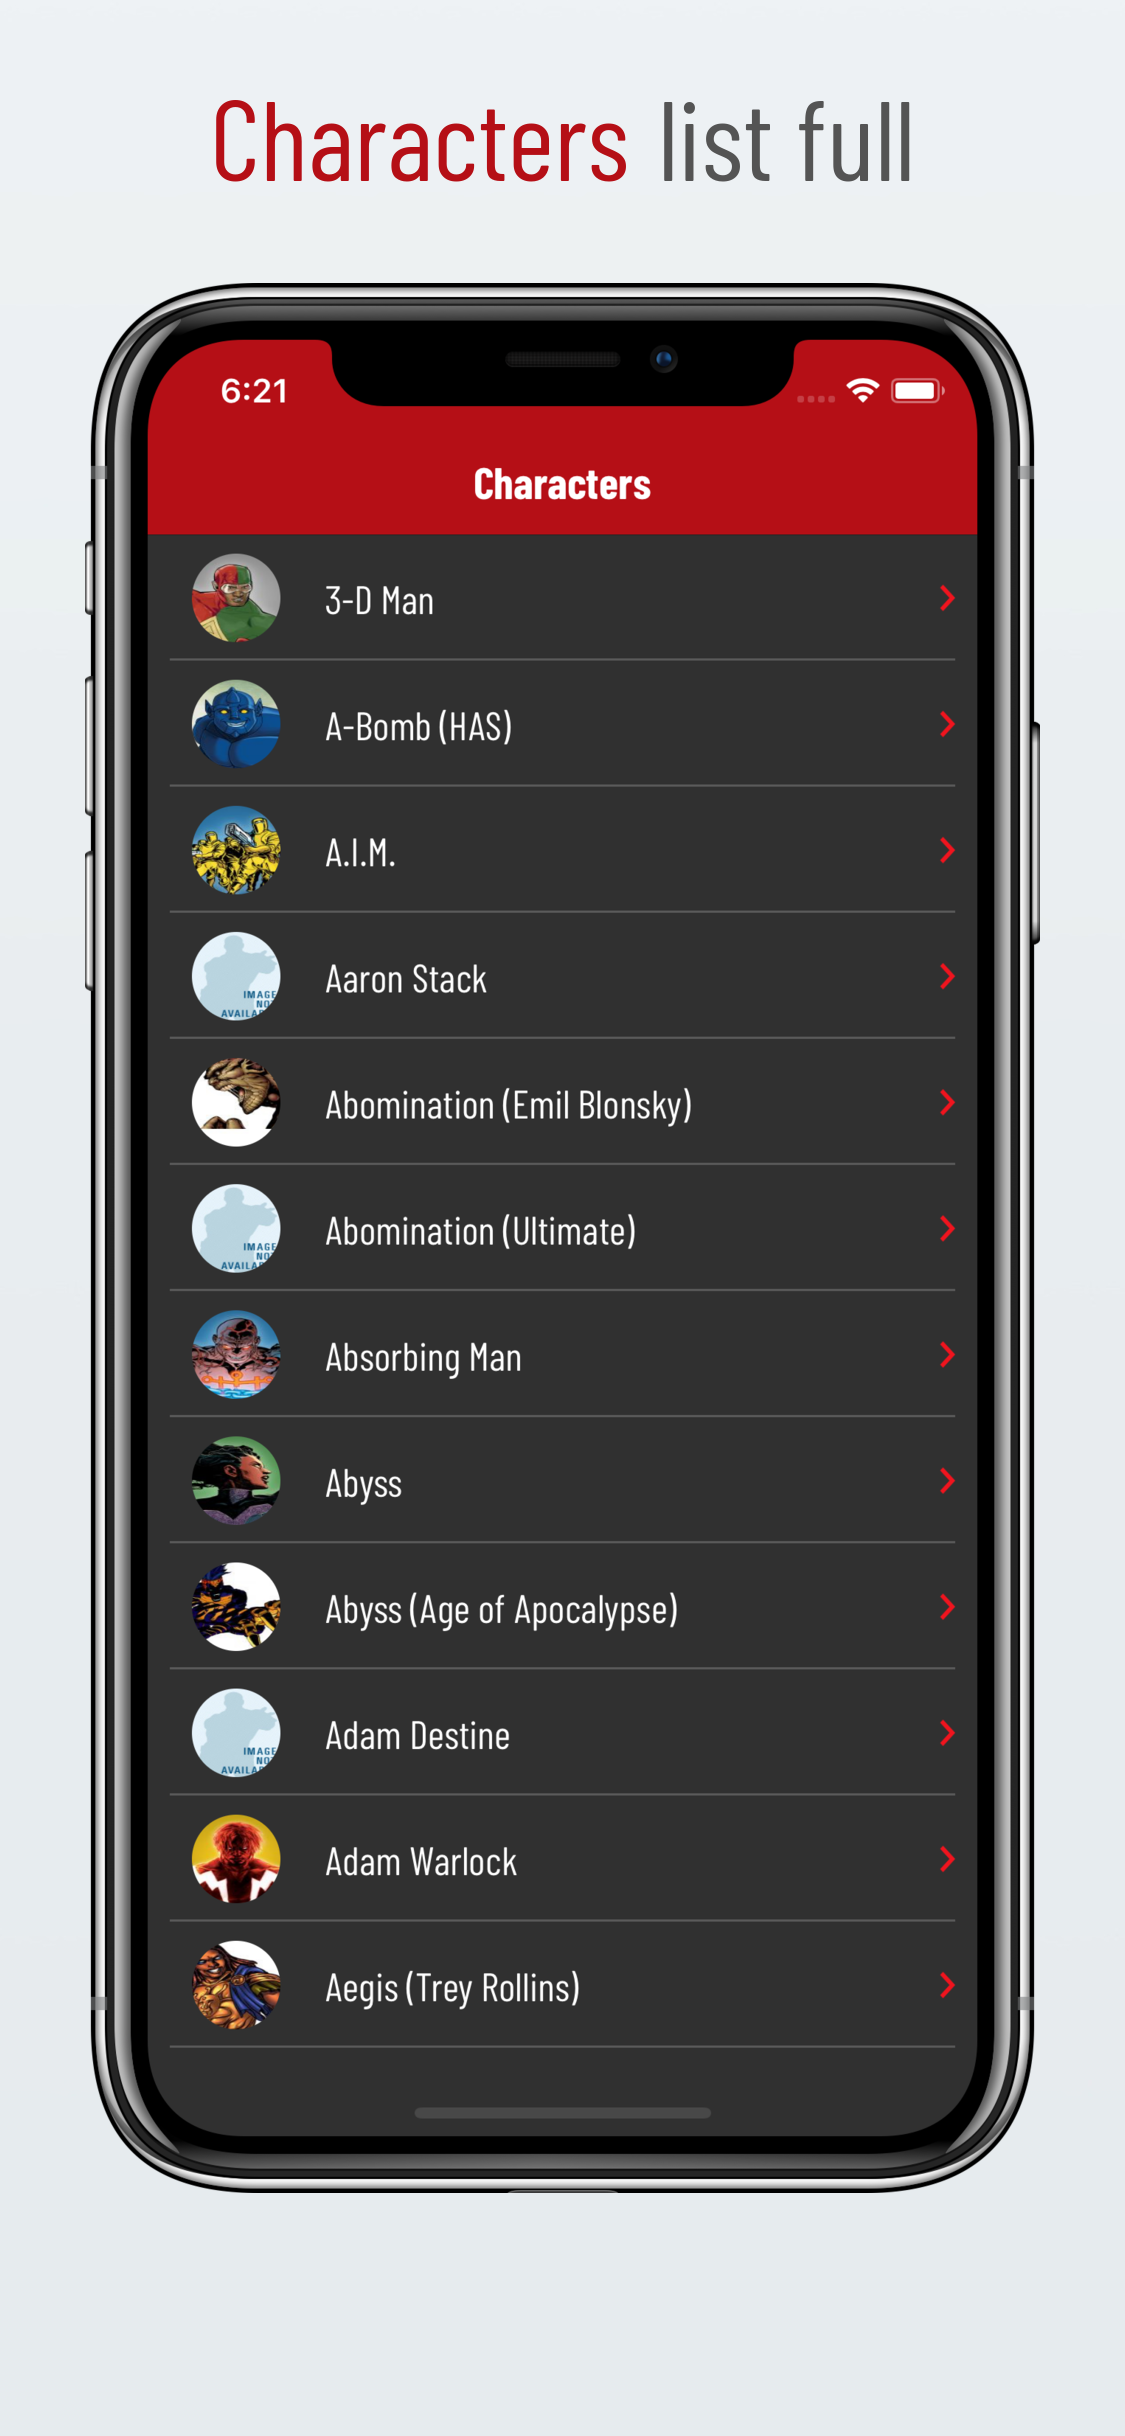 Characters list full
6:21
Characters
3-D Man
A-Bomb (HAS)
A.I.M.
Aaron Stack
IMAGE
NO
AVAILA
Abomination (Emil Blonsky)
Abomination (Ultimate)
IMAGE
NO
AVAILA
Absorbing Man
Abyss
Abyss (Age of Apocalypse)
Adam Destine
IMAGE
NO
AVAILA
Adam Warlock
Aegis (Trey Rollins)